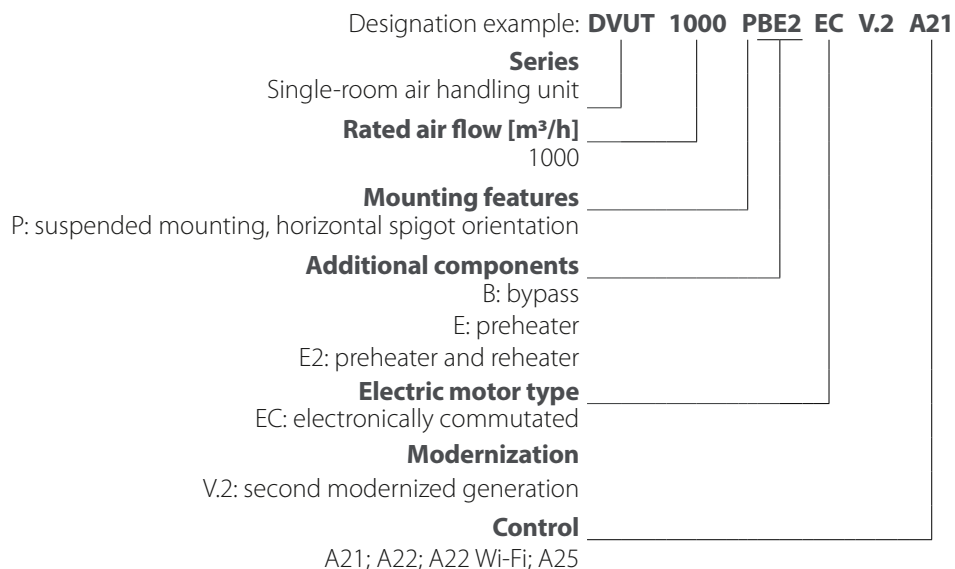 Designation example: DVUT 1000 PBE2 EC V.2 A21
Series
Single-room air handling unit
Rated air flow [m³/h]
1000
Mounting features
P: suspended mounting, horizontal spigot orientation
Additional components
B: bypass
E: preheater
E2: preheater and reheater
Electric motor type
EC: electronically commutated
Modernization
V.2: second modernized generation
Control
A21; A22; A22 Wi-Fi; A25